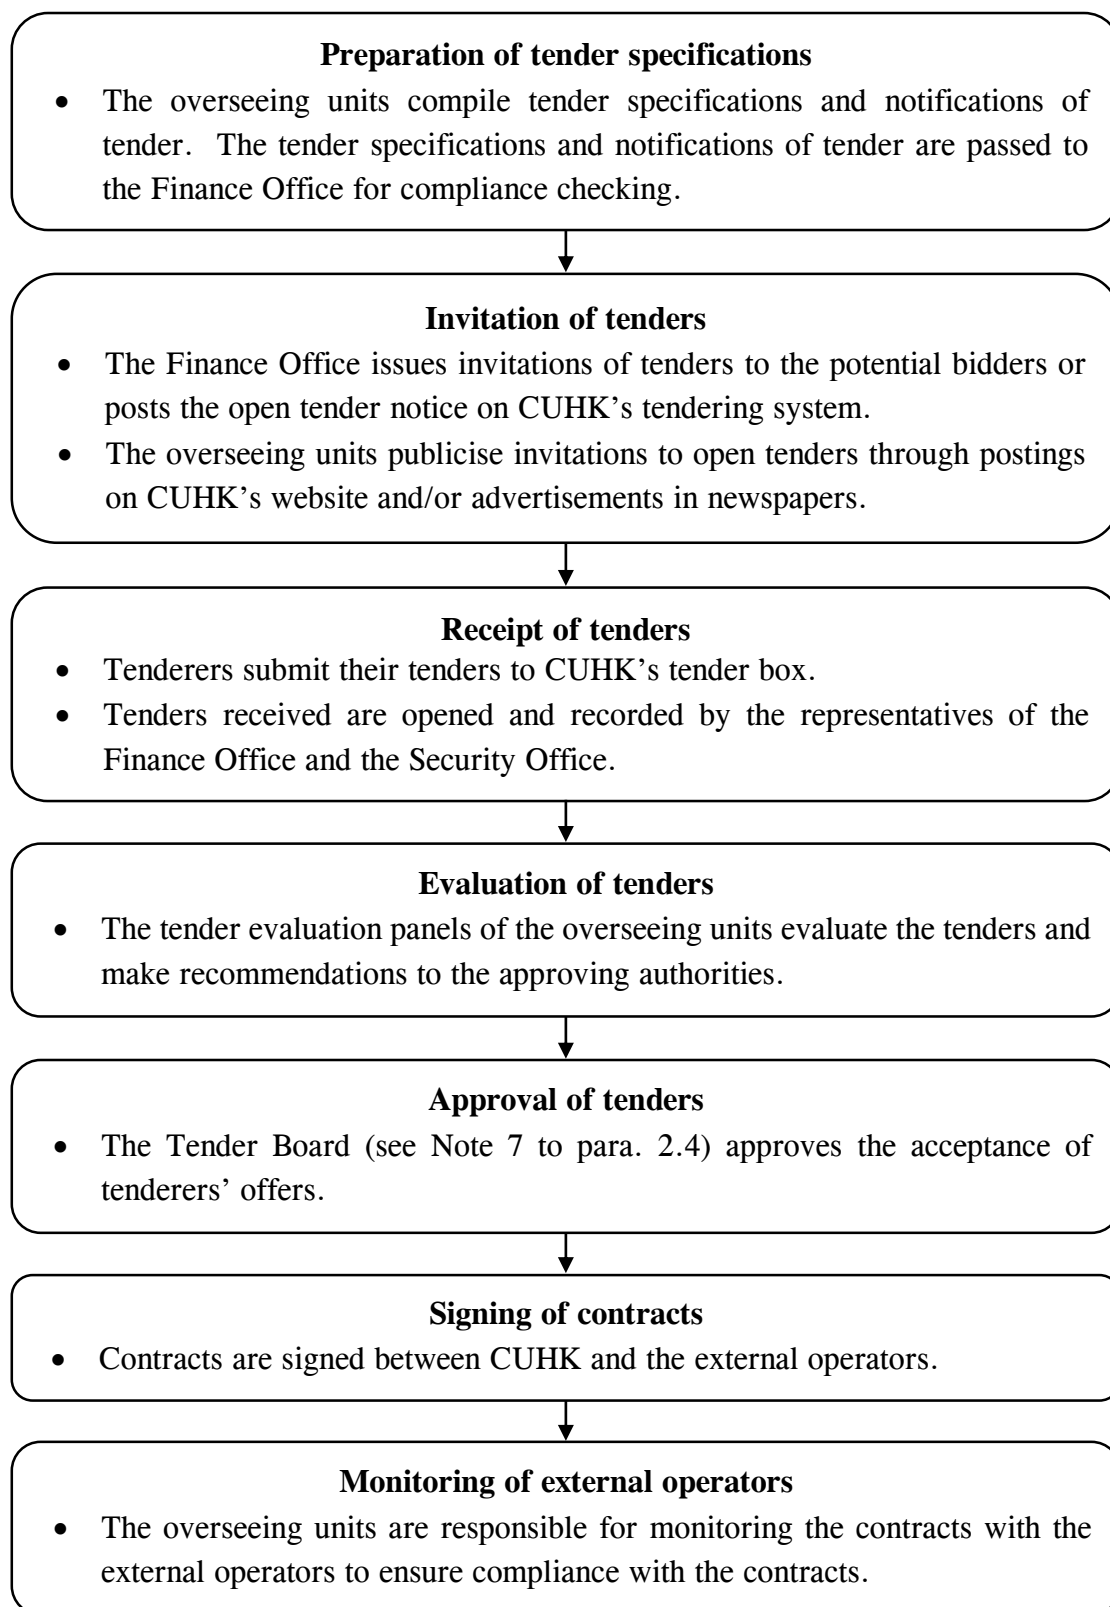 Preparation of tender specifications
• The overseeing units compile tender specifications and notifications of
tender. The tender specifications and notifications of tender are passed to
the Finance Office for compliance checking.
Invitation of tenders
• The Finance Office issues invitations of tenders to the potential bidders or
posts the open tender notice on CUHK’s tendering system.
• The overseeing units publicise invitations to open tenders through postings
on CUHK’s website and/or advertisements in newspapers.
Receipt of tenders
• Tenderers submit their tenders to CUHK’s tender box.
• Tenders received are opened and recorded by the representatives of the
Finance Office and the Security Office.
Evaluation of tenders
• The tender evaluation panels of the overseeing units evaluate the tenders and
make recommendations to the approving authorities.
Approval of tenders
• The Tender Board (see Note 7 to para. 2.4) approves the acceptance of
tenderers’ offers.
Signing of contracts
• Contracts are signed between CUHK and the external operators.
Monitoring of external operators
• The overseeing units are responsible for monitoring the contracts with the
external operators to ensure compliance with the contracts.